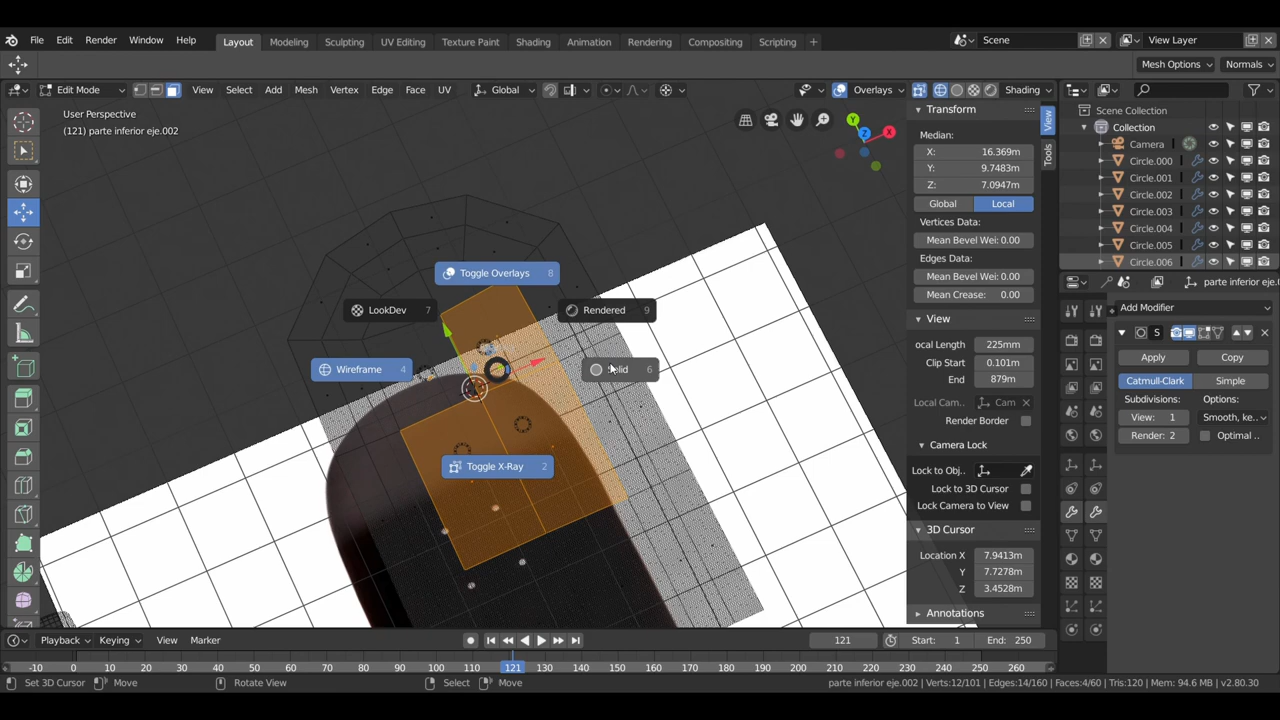 File Edit Render Window Help
Layout Modeling Sculpting UV Editing Texture Paint Shading Animation Rendering Compositing Scripting +
Scene View Layer
Mesh Options Normals
Edit Mode View Select Add Mesh Vertex Edge Face UV Global Overlays Shading
User Perspective
(121) parte inferior eje.002
Y
X
Z
View
Tools
Transform
Median:
X: 16.369m
Y: 9.7483m
Z: 7.0947m
Global Local
Vertices Data:
Mean Bevel Wei: 0.00
Edges Data:
Mean Bevel Wei: 0.00
Mean Crease: 0.00
View
ocal Length 225mm
Clip Start 0.101m
End 879m
Local Cam.. Cam
Render Border
Camera Lock
Lock to Obj..
Lock to 3D Cursor
Lock Camera to View
3D Cursor
Location X 7.9413m
Y 7.7278m
Z 3.4528m
Annotations
Scene Collection
Collection
Camera
Circle.000
Circle.001
Circle.002
Circle.003
Circle.004
Circle.005
Circle.006
parte inferior eje.
Add Modifier
S
Apply Copy
Catmull-Clark Simple
Subdivisions: Options:
View: 1 Smooth, ke..
Render: 2 Optimal ..
Toggle Overlays 8
LookDev 7
Rendered 9
Wireframe 4
Solid 6
Toggle X-Ray 2
Playback Keying View Marker 121 Start: 1 End: 250
-10 0 10 20 30 40 50 60 70 80 90 100 110 121 130 140 150 160 170 180 190 200 210 220 230 240 250 260
Set 3D Cursor Move Rotate View Select Move parte inferior eje.002 | Verts:12/101 | Edges:14/160 | Faces:4/60 | Tris:120 | Mem: 94.6 MB | v2.80.30